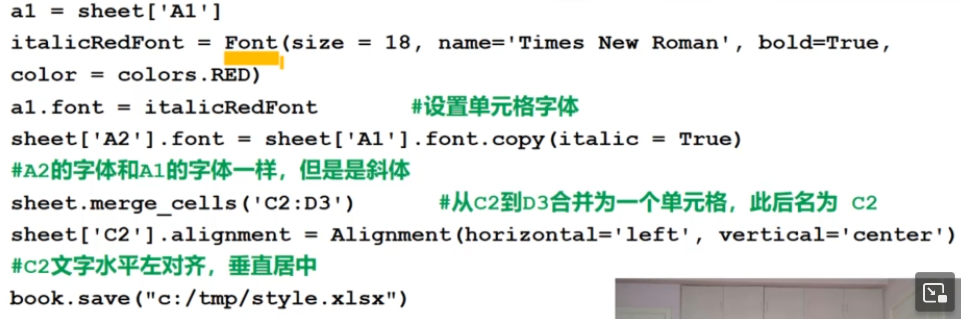 a1 = sheet['A1']
italicRedFont = Font(size = 18, name='Times New Roman', bold=True,
color = colors.RED)
a1.font = italicRedFont #设置单元格字体
sheet['A2'].font = sheet['A1'].font.copy(italic = True)
#A2的字体和A1的字体一样，但是是斜体
sheet.merge_cells('C2:D3') #从C2到D3合并为一个单元格，此后名为 C2
sheet['C2'].alignment = Alignment(horizontal='left', vertical='center')
#C2文字水平左对齐，垂直居中
book.save("c:/tmp/style.xlsx")